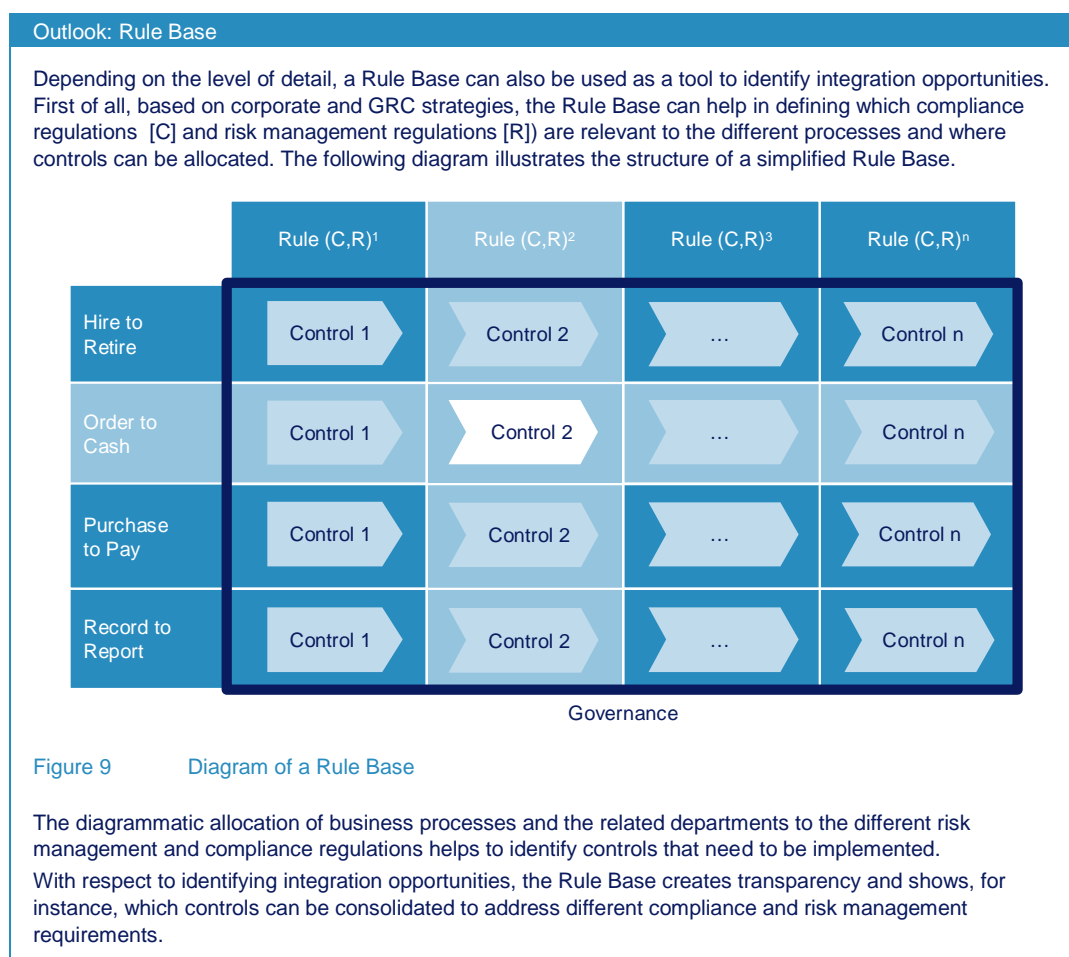 Outlook: Rule Base
Depending on the level of detail, a Rule Base can also be used as a tool to identify integration opportunities.
First of all, based on corporate and GRC strategies, the Rule Base can help in defining which compliance
regulations [C] and risk management regulations [R]) are relevant to the different processes and where
controls can be allocated. The following diagram illustrates the structure of a simplified Rule Base.
Rule (C,R)¹ Rule (C,R)² Rule (C,R)³ Rule (C,R)ⁿ
Hire to
Retire
Control 1 Control 2 … Control n
Order to
Cash
Control 1 Control 2 … Control n
Purchase
to Pay
Control 1 Control 2 … Control n
Record to
Report
Control 1 Control 2 … Control n
Governance
Figure 9 Diagram of a Rule Base
The diagrammatic allocation of business processes and the related departments to the different risk
management and compliance regulations helps to identify controls that need to be implemented.
With respect to identifying integration opportunities, the Rule Base creates transparency and shows, for
instance, which controls can be consolidated to address different compliance and risk management
requirements.